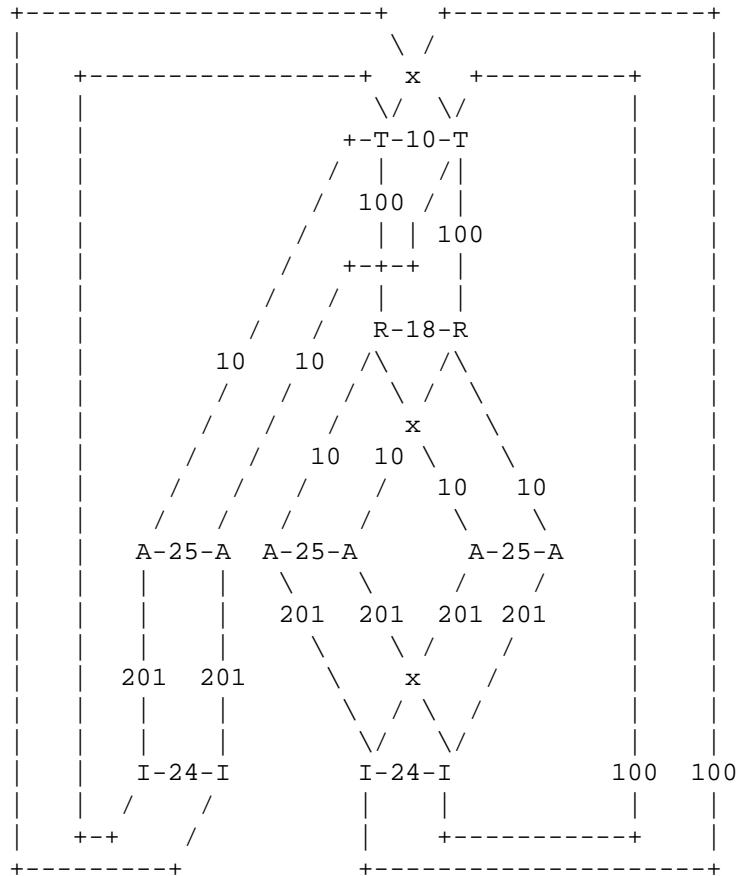 +-----------------------+   +-----------------+
|                        \ /                  |
|   +------------------+  x   +---------+     |
|   |                   \/  \/          |     |
|   |                +-T-10-T           |     |
|   |               /  |   /|           |     |
|   |              /  100 / |           |     |
|   |             /    | | 100          |     |
|   |            /   +-+-+  |           |     |
|   |           /   /  |    |           |     |
|   |          /   /   R-18-R           |     |
|   |        10   10  /\   /\           |     |
|   |        /   /   /  \ /  \          |     |
|   |       /   /   /    x    \         |     |
|   |      /   /   10  10 \    \        |     |
|   |     /   /   /   /   10   10       |     |
|   |    /   /   /   /      \    \      |     |
|   |   A-25-A  A-25-A       A-25-A     |     |
|   |   |    |   \    \     /    /      |     |
|   |   |    |   201  201 201 201       |     |
|   |   |    |     \    \ /  /          |     |
|   |  201  201     \    x  /           |     |
|   |   |    |       \  / \ /           |     |
|   |   |    |        \/   \/           |     |
|   |   I-24-I        I-24-I          100   100
|   |  /    /         |    |           |     |
|   +-+    /          |    +-----------+     |
+---------+           +----------------------+